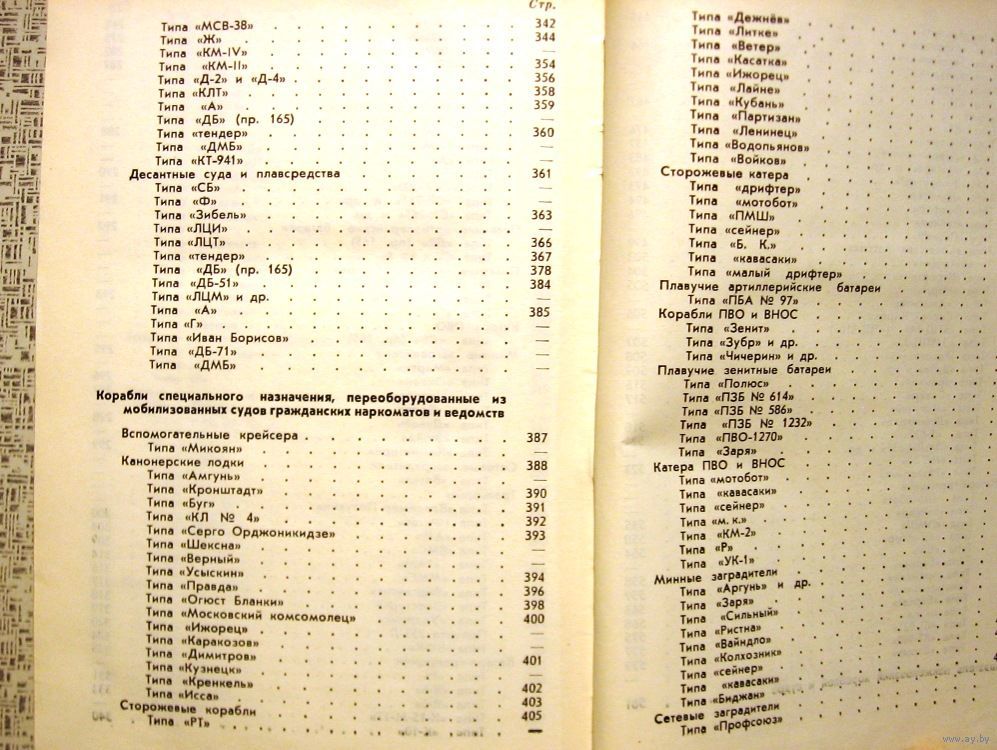 Стр.
Типа «МСВ-38» . . . . . . . . . . 342
Типа «Ж» . . . . . . . . . . 344
Типа «КМ-IV» . . . . . . . . . . —
Типа «КМ-II» . . . . . . . . . . 354
Типа «Д-2» и «Д-4» . . . . . . . . . . 356
Типа «КЛТ» . . . . . . . . . . 358
Типа «А» . . . . . . . . . . 359
Типа «ДБ» (пр. 165) . . . . . . . . . . —
Типа «тендер» . . . . . . . . . . 360
Типа «ДМБ» . . . . . . . . . . —
Типа «КТ-941» . . . . . . . . . . —
Десантные суда и плавсредства . . . . . . . . . . 361
Типа «СБ» . . . . . . . . . . —
Типа «Ф» . . . . . . . . . . —
Типа «Зибель» . . . . . . . . . . 363
Типа «ЛЦИ» . . . . . . . . . . —
Типа «ЛЦТ» . . . . . . . . . . 366
Типа «тендер» . . . . . . . . . . 367
Типа «ДБ» (пр. 165) . . . . . . . . . . 378
Типа «ДБ-51» . . . . . . . . . . 384
Типа «ЛЦМ» и др. . . . . . . . . . . —
Типа «А» . . . . . . . . . . 385
Типа «Г» . . . . . . . . . . —
Типа «Иван Борисов» . . . . . . . . . . —
Типа «ДБ-71» . . . . . . . . . . —
Типа «ДМБ» . . . . . . . . . . —
Корабли специального назначения, переоборудованные из
мобилизованных судов гражданских наркоматов и ведомств
Вспомогательные крейсера . . . . . . . . . . 387
Типа «Микоян» . . . . . . . . . . —
Канонерские лодки . . . . . . . . . . 388
Типа «Амгунь» . . . . . . . . . . —
Типа «Кронштадт» . . . . . . . . . . 390
Типа «Буг» . . . . . . . . . . 391
Типа «КЛ № 4» . . . . . . . . . . 392
Типа «Серго Орджоникидзе» . . . . . . . . . . 393
Типа «Шексна» . . . . . . . . . . —
Типа «Верный» . . . . . . . . . . —
Типа «Усыскин» . . . . . . . . . . 394
Типа «Правда» . . . . . . . . . . 396
Типа «Огюст Бланки» . . . . . . . . . . 398
Типа «Московский комсомолец» . . . . . . . . . . 400
Типа «Ижорец» . . . . . . . . . . —
Типа «Каракозов» . . . . . . . . . . —
Типа «Димитров» . . . . . . . . . . 401
Типа «Кузнецк» . . . . . . . . . . —
Типа «Кренкель» . . . . . . . . . . 402
Типа «Исса» . . . . . . . . . . 403
Сторожевые корабли . . . . . . . . . . 405
Типа «РТ» . . . . . . . . . . —
Типа «Дежнёв»
Типа «Литке»
Типа «Ветер»
Типа «Касатка»
Типа «Ижорец»
Типа «Лайне»
Типа «Кубань»
Типа «Партизан»
Типа «Ленинец»
Типа «Водопьянов»
Типа «Войков»
Сторожевые катера
Типа «дрифтер»
Типа «мотобот»
Типа «ПМШ»
Типа «сейнер»
Типа «Б. К.»
Типа «кавасаки»
Типа «малый дрифтер»
Плавучие артиллерийские батареи
Типа «ПБА № 97»
Корабли ПВО и ВНОС
Типа «Зенит»
Типа «Зубр» и др.
Типа «Чичерин» и др.
Плавучие зенитные батареи
Типа «Полюс»
Типа «ПЗБ № 614»
Типа «ПЗБ № 586»
Типа «ПЗБ № 1232»
Типа «ПВО-1270»
Типа «Заря»
Катера ПВО и ВНОС
Типа «мотобот»
Типа «кавасаки»
Типа «сейнер»
Типа «м. к.»
Типа «КМ-2»
Типа «Р»
Типа «УК-1»
Минные заградители
Типа «Аргунь» и др.
Типа «Заря»
Типа «Сильный»
Типа «Ристна»
Типа «Вайндло»
Типа «Колхозник»
Типа «сейнер»
Типа «кавасаки»
Типа «Биджан»
Сетевые заградители
Типа «Профсоюз»
www.ay.by